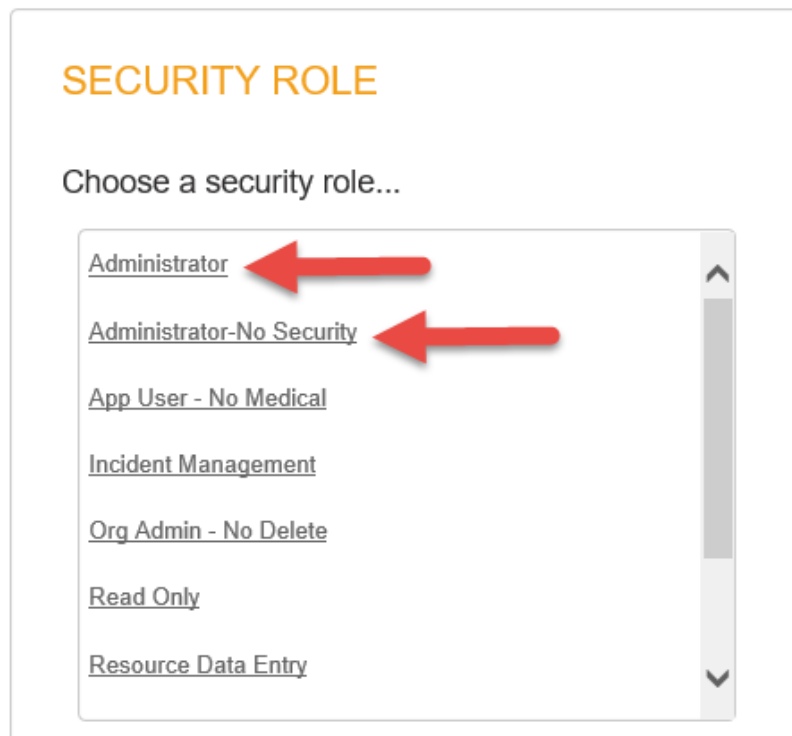 SECURITY ROLE
Choose a security role...
Administrator
Administrator-No Security
App User - No Medical
Incident Management
Org Admin - No Delete
Read Only
Resource Data Entry